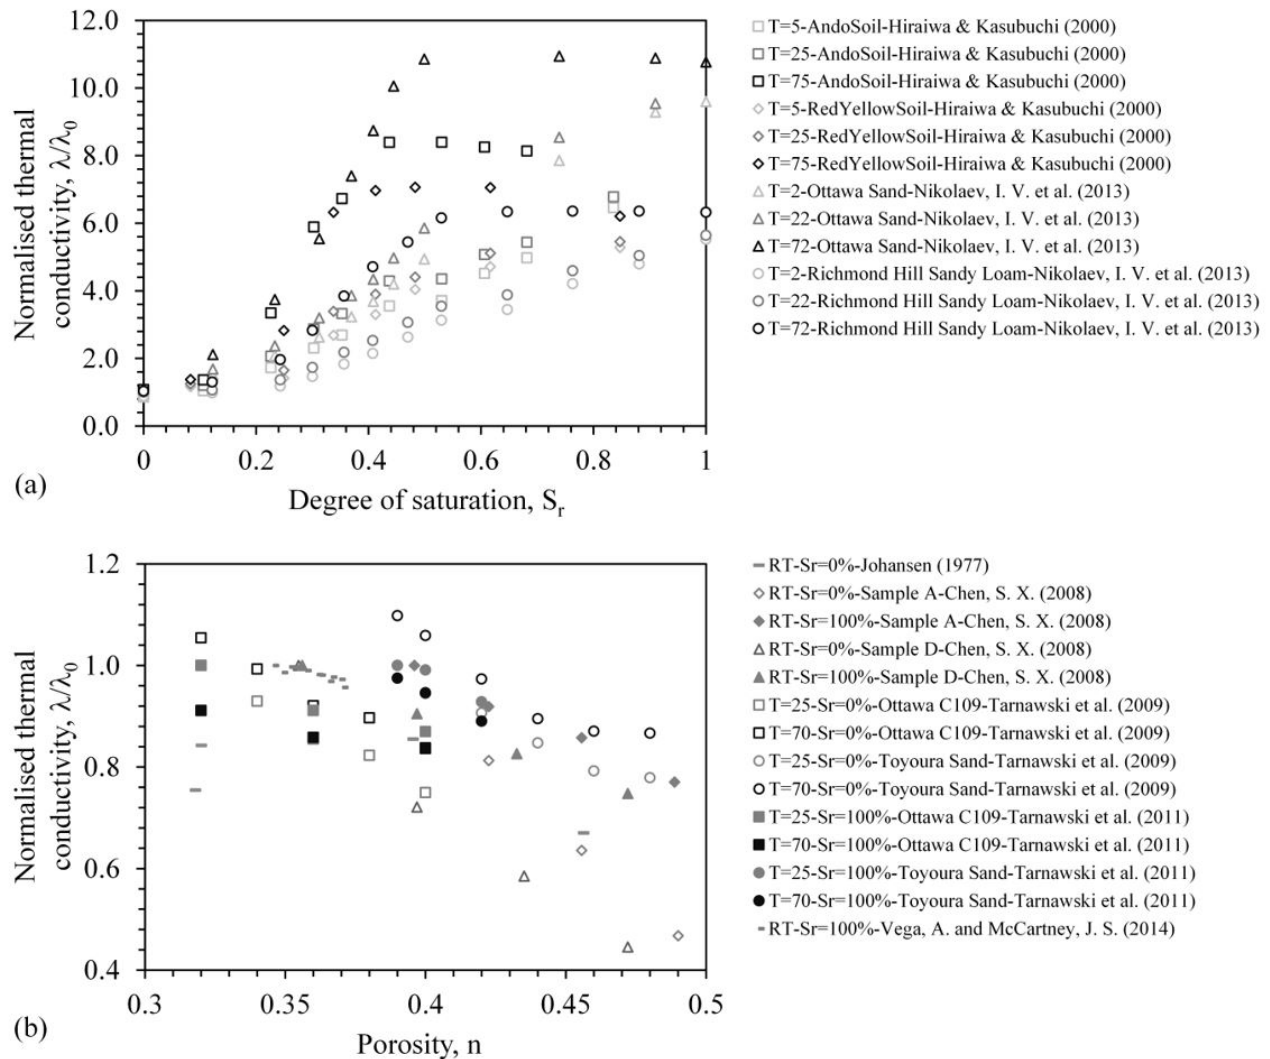 12.0
10.0
8.0
6.0
4.0
2.0
0.0
Normalised thermal
conductivity, λ/λ0
0 0.2 0.4 0.6 0.8 1
(a)
Degree of saturation, Sr
T=5-AndoSoil-Hiraiwa & Kasubuchi (2000)
T=25-AndoSoil-Hiraiwa & Kasubuchi (2000)
T=75-AndoSoil-Hiraiwa & Kasubuchi (2000)
T=5-RedYellowSoil-Hiraiwa & Kasubuchi (2000)
T=25-RedYellowSoil-Hiraiwa & Kasubuchi (2000)
T=75-RedYellowSoil-Hiraiwa & Kasubuchi (2000)
T=2-Ottawa Sand-Nikolaev, I. V. et al. (2013)
T=22-Ottawa Sand-Nikolaev, I. V. et al. (2013)
T=72-Ottawa Sand-Nikolaev, I. V. et al. (2013)
T=2-Richmond Hill Sandy Loam-Nikolaev, I. V. et al. (2013)
T=22-Richmond Hill Sandy Loam-Nikolaev, I. V. et al. (2013)
T=72-Richmond Hill Sandy Loam-Nikolaev, I. V. et al. (2013)
1.2
1.0
0.8
0.6
0.4
Normalised thermal
conductivity, λ/λ0
0.3 0.35 0.4 0.45 0.5
(b)
Porosity, n
RT-Sr=0%-Johansen (1977)
RT-Sr=0%-Sample A-Chen, S. X. (2008)
RT-Sr=100%-Sample A-Chen, S. X. (2008)
RT-Sr=0%-Sample D-Chen, S. X. (2008)
RT-Sr=100%-Sample D-Chen, S. X. (2008)
T=25-Sr=0%-Ottawa C109-Tarnawski et al. (2009)
T=70-Sr=0%-Ottawa C109-Tarnawski et al. (2009)
T=25-Sr=0%-Toyoura Sand-Tarnawski et al. (2009)
T=70-Sr=0%-Toyoura Sand-Tarnawski et al. (2009)
T=25-Sr=100%-Ottawa C109-Tarnawski et al. (2011)
T=70-Sr=100%-Ottawa C109-Tarnawski et al. (2011)
T=25-Sr=100%-Toyoura Sand-Tarnawski et al. (2011)
T=70-Sr=100%-Toyoura Sand-Tarnawski et al. (2011)
RT-Sr=100%-Vega, A. and McCartney, J. S. (2014)